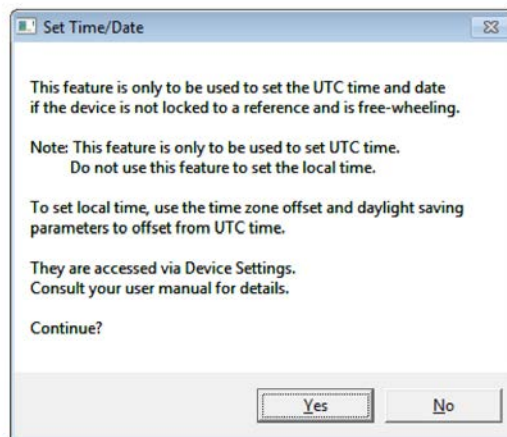 Set Time/Date
This feature is only to be used to set the UTC time and date
if the device is not locked to a reference and is free-wheeling.
Note: This feature is only to be used to set UTC time.
Do not use this feature to set the local time.
To set local time, use the time zone offset and daylight saving
parameters to offset from UTC time.
They are accessed via Device Settings.
Consult your user manual for details.
Continue?
Yes No